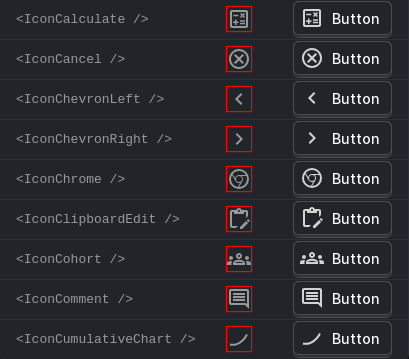 <IconCalculate /> Button
<IconCancel /> Button
<IconChevronLeft /> Button
<IconChevronRight /> Button
<IconChrome /> Button
<IconClipboardEdit /> Button
<IconCohort /> Button
<IconComment /> Button
<IconCumulativeChart /> Button